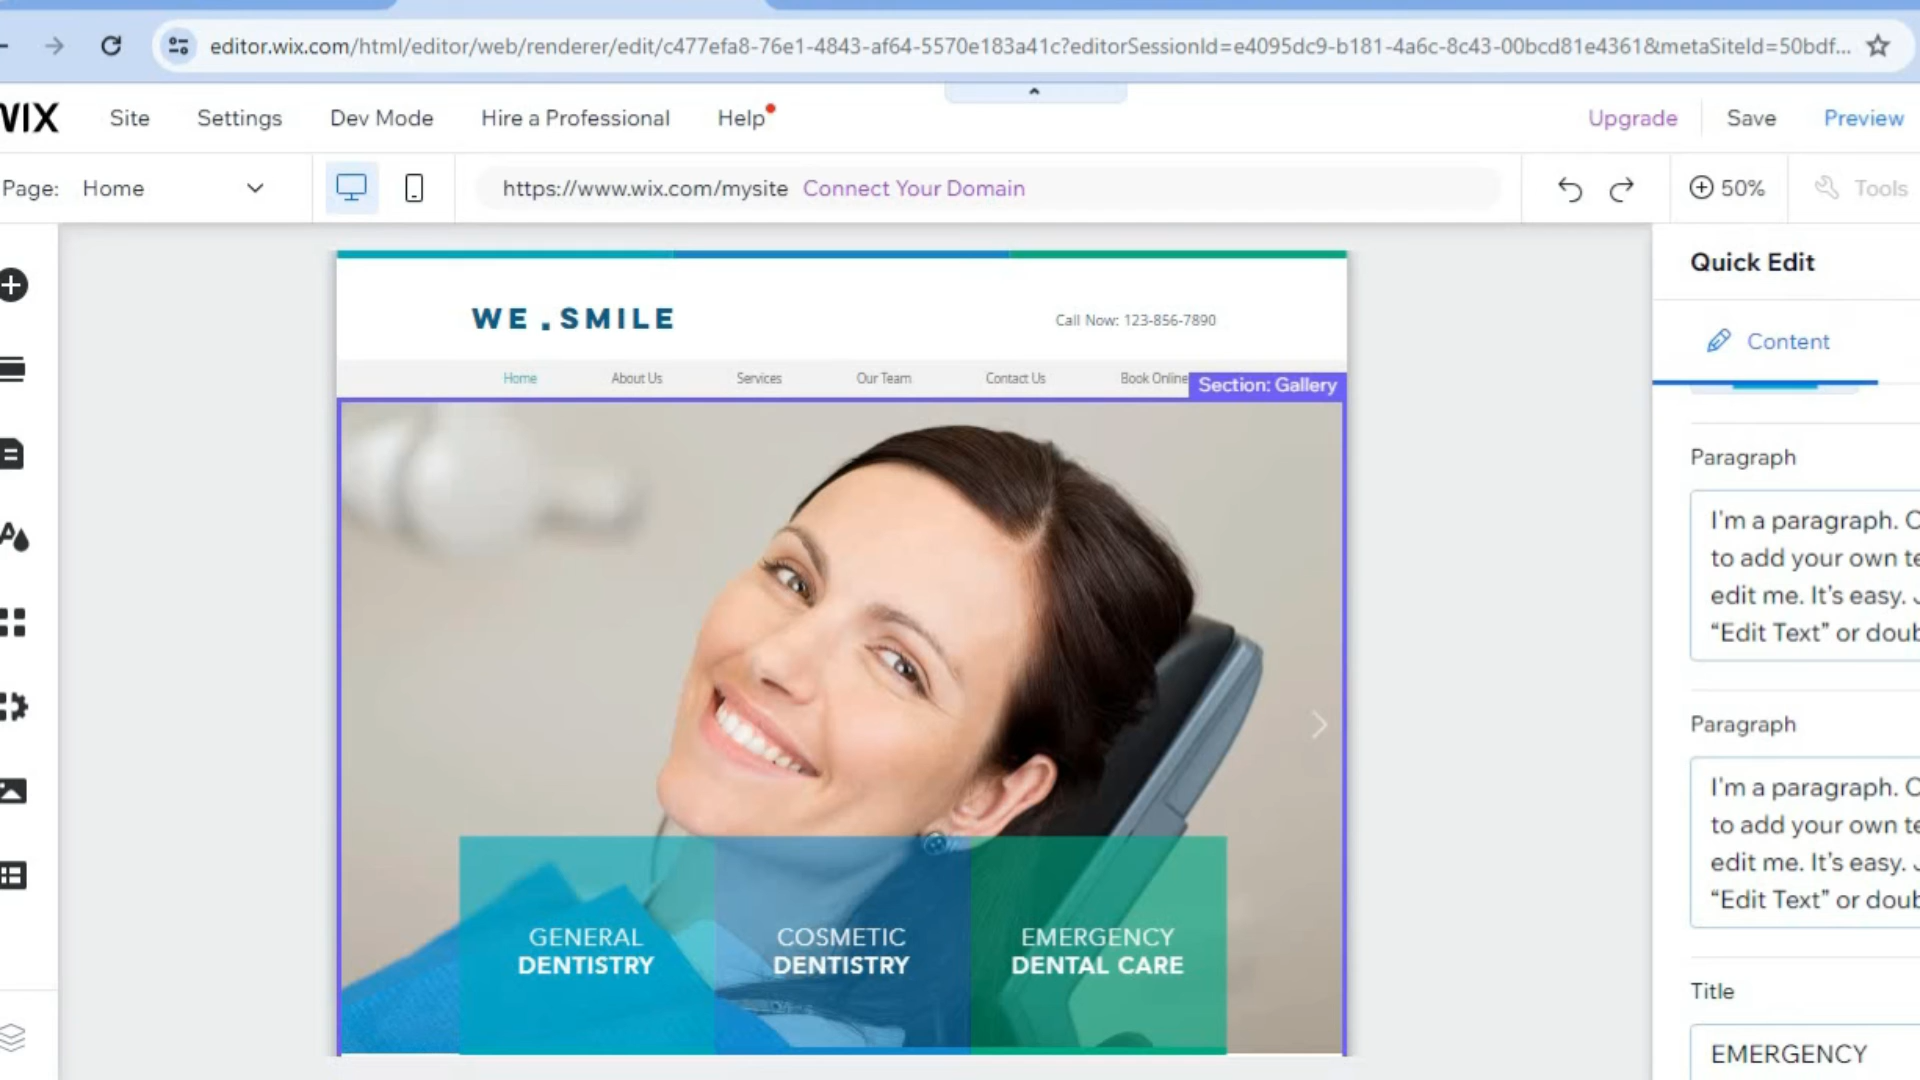 editor.wix.com/html/editor/web/renderer/edit/c477efa8-76e1-4843-af64-5570e183a41c?editorSessionId=e4095dc9-b181-4a6c-8c43-00bcd81e4361&metaSiteId=50bdf...
WIX Site Settings Dev Mode Hire a Professional Help Upgrade Save Preview
Page: Home https://www.wix.com/mysite Connect Your Domain 50% Tools
Quick Edit
Content
WE.SMILE
Call Now: 123-856-7890
Home About Us Services Our Team Contact Us Book Online
Section: Gallery
GENERAL
DENTISTRY
COSMETIC
DENTISTRY
EMERGENCY
DENTAL CARE
Paragraph
I'm a paragraph. C
to add your own te
edit me. It's easy.
“Edit Text” or doub
Paragraph
I'm a paragraph. C
to add your own te
edit me. It's easy.
“Edit Text” or doub
Title
EMERGENCY